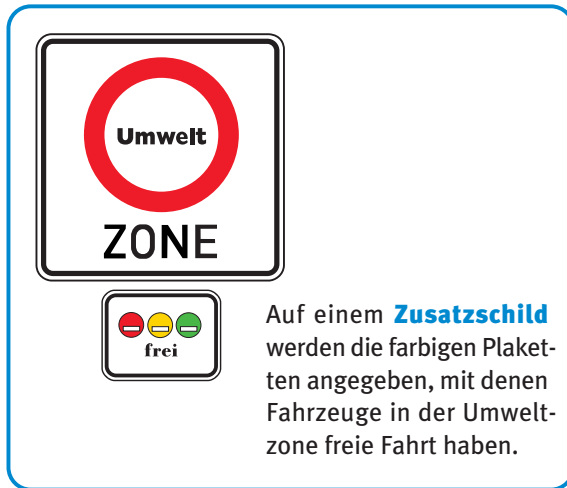 Umwelt
ZONE
frei
Auf einem Zusatzschild
werden die farbigen Plaket-
ten angegeben, mit denen
Fahrzeuge in der Umwelt-
zone freie Fahrt haben.